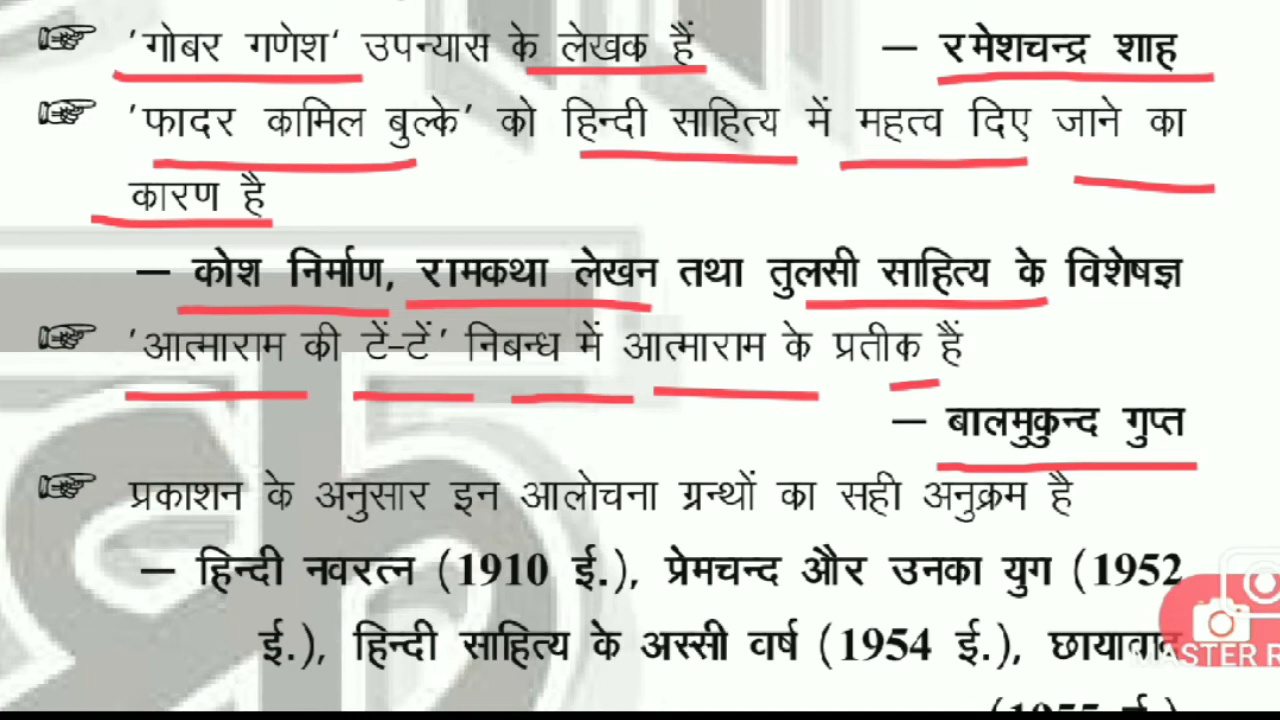 'गोबर गणेश' उपन्यास के लेखक हैं — रमेशचन्द्र शाह
'फादर कामिल बुल्के' को हिन्दी साहित्य में महत्व दिए जाने का
कारण है
— कोश निर्माण, रामकथा लेखन तथा तुलसी साहित्य के विशेषज्ञ
'आत्माराम की टें-टें' निबन्ध में आत्माराम के प्रतीक हैं
— बालमुकुन्द गुप्त
प्रकाशन के अनुसार इन आलोचना ग्रन्थों का सही अनुक्रम है
— हिन्दी नवरत्न (1910 ई.), प्रेमचन्द और उनका युग (1952
ई.), हिन्दी साहित्य के अस्सी वर्ष (1954 ई.), छायावाद
MASTER R